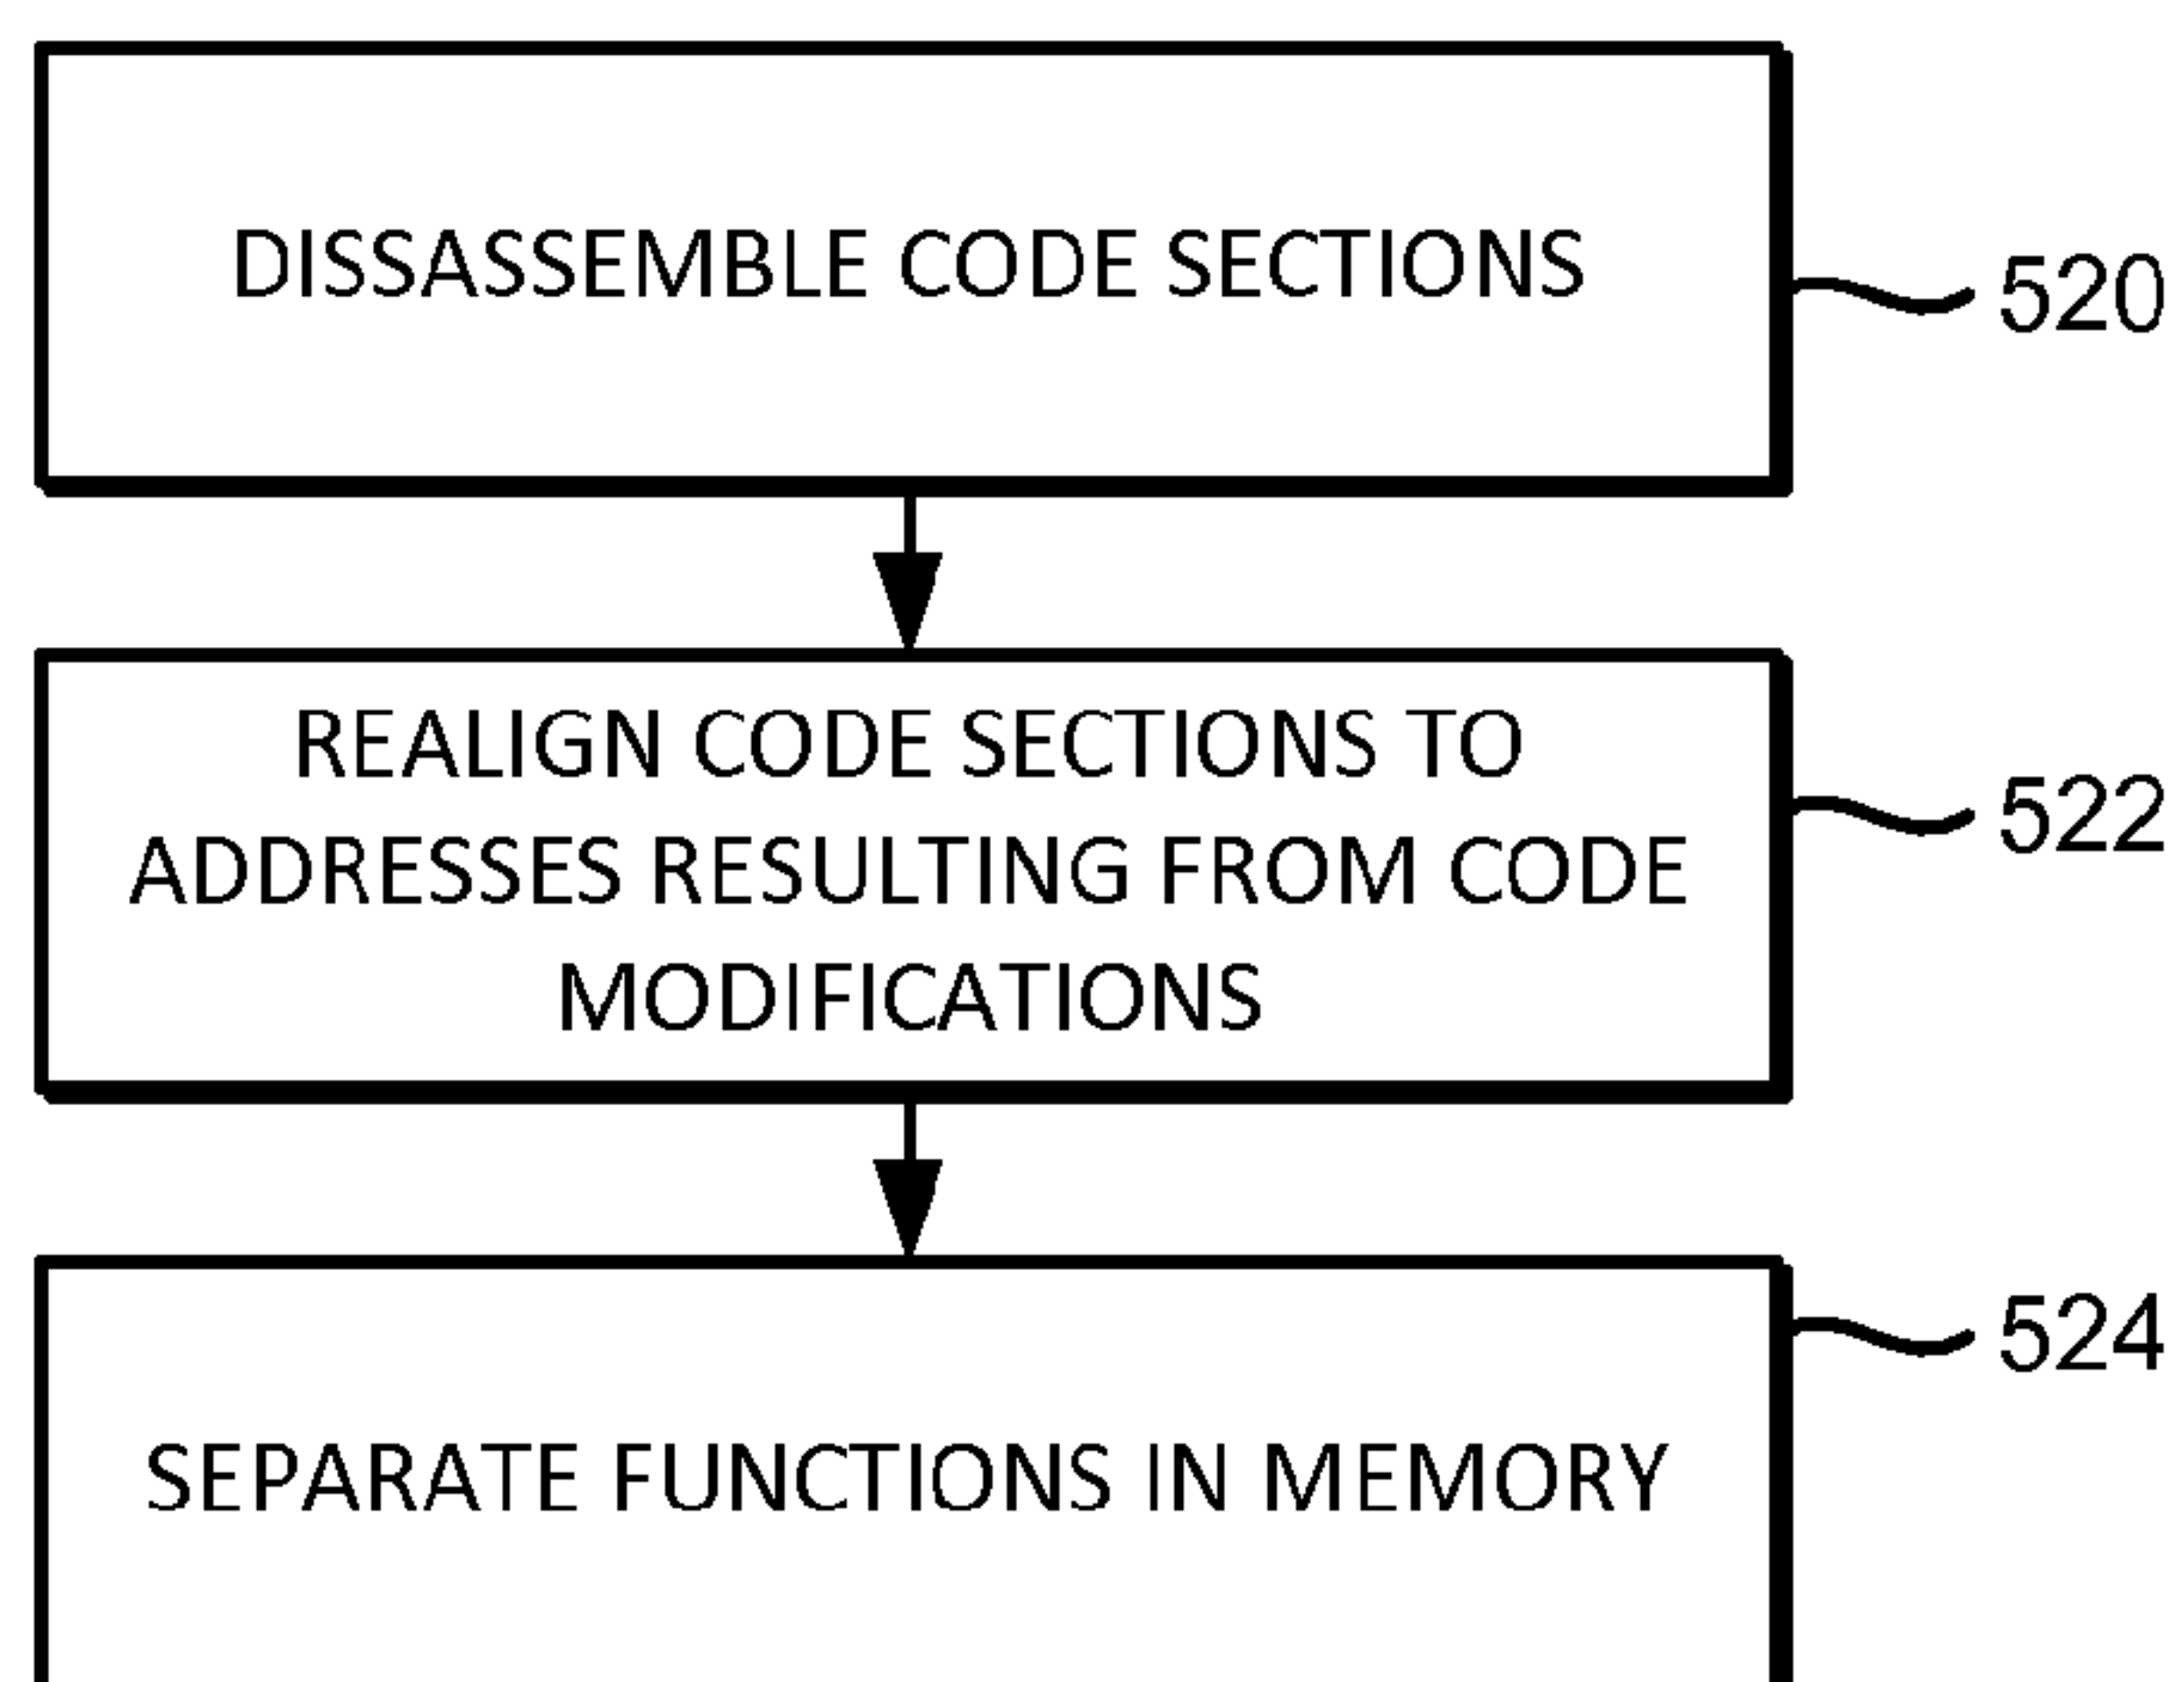 DISSASSEMBLE CODE SECTIONS
520
REALIGN CODE SECTIONS TO
ADDRESSES RESULTING FROM CODE
MODIFICATIONS
522
524
SEPARATE FUNCTIONS IN MEMORY